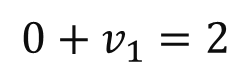 0 + v₁ = 2